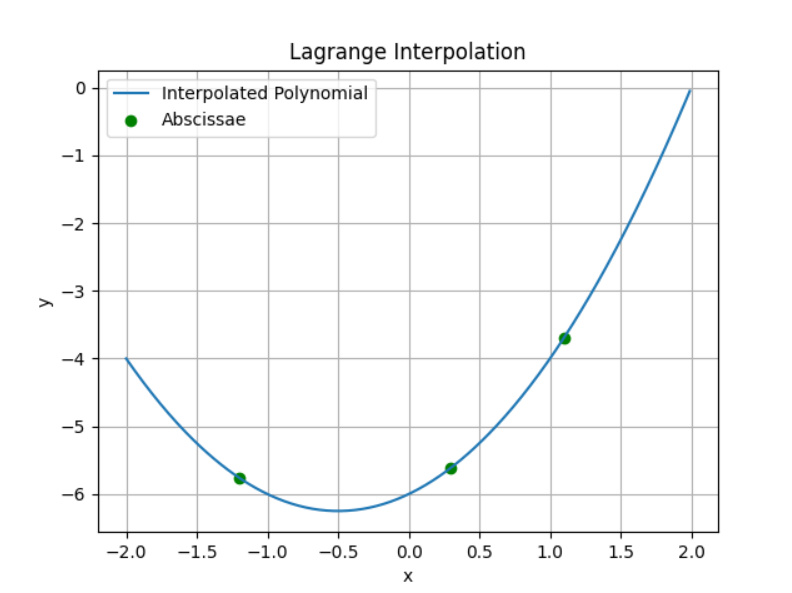 Lagrange Interpolation
Interpolated Polynomial
Abscissae
0
−1
−2
−3
−4
−5
−6
y
−2.0 −1.5 −1.0 −0.5 0.0 0.5 1.0 1.5 2.0
x